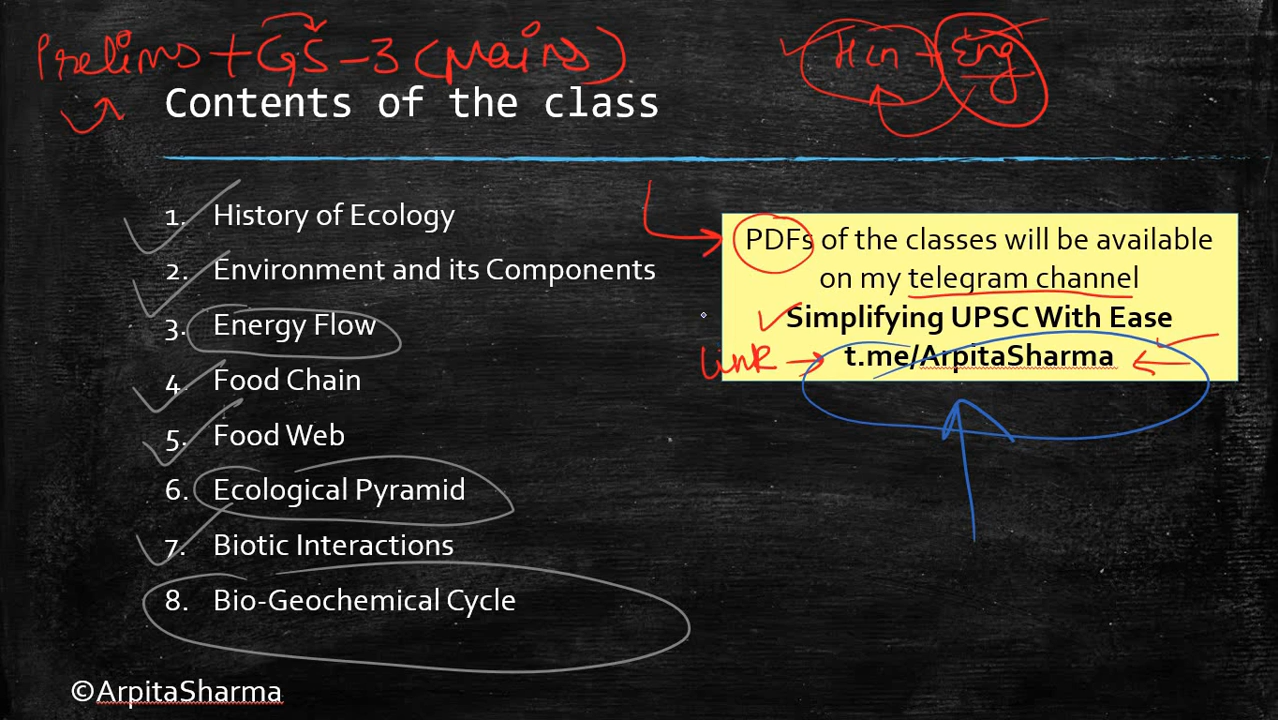 Prelims + GS - 3 (Mains)
Hin + Eng
Contents of the class
1. History of Ecology
2. Environment and its Components
3. Energy Flow
4. Food Chain
5. Food Web
6. Ecological Pyramid
7. Biotic Interactions
8. Bio-Geochemical Cycle
PDFs of the classes will be available
on my telegram channel
Simplifying UPSC With Ease
Link → t.me/ArpitaSharma
©ArpitaSharma